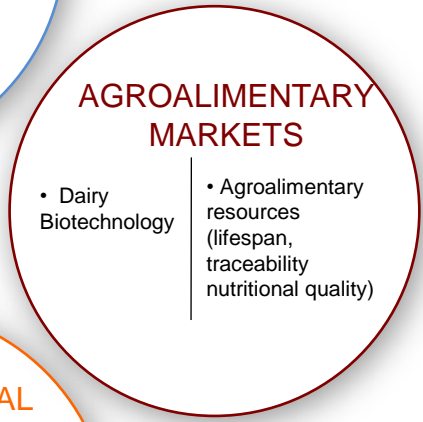 AGROALIMENTARY
MARKETS
• Dairy
Biotechnology
• Agroalimentary
resources
(lifespan,
traceability
nutritional quality)
AL